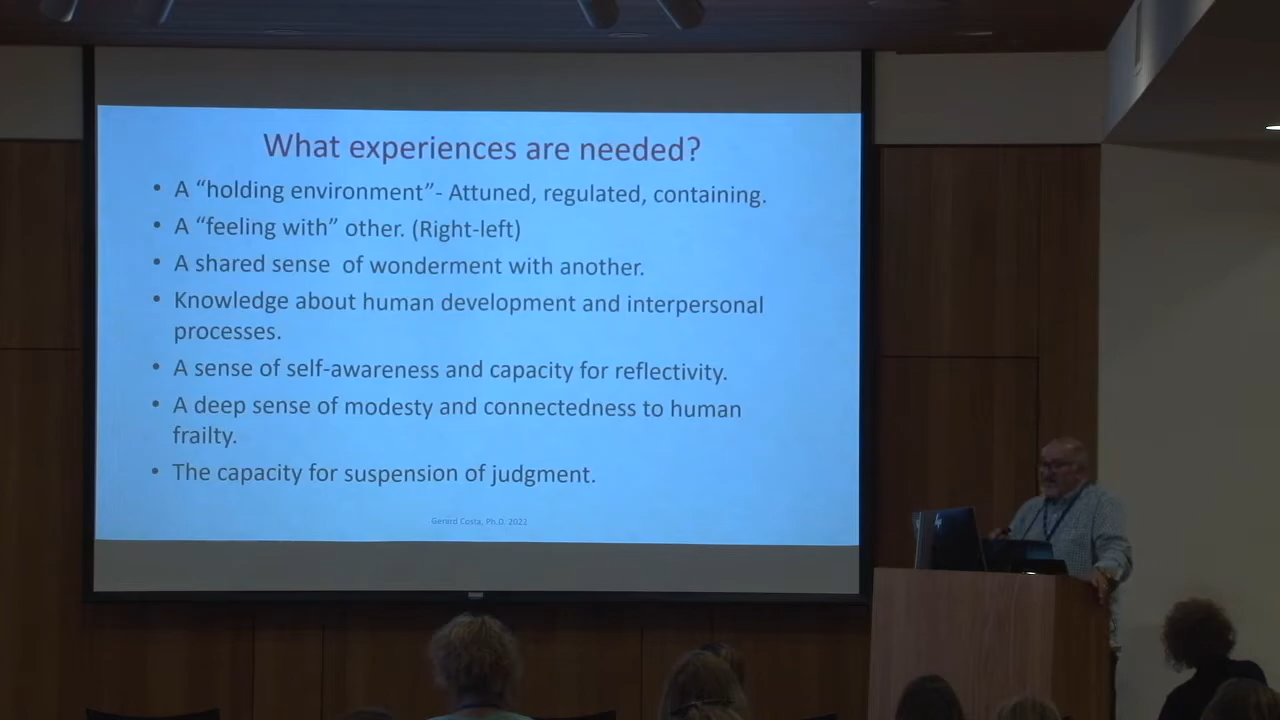 What experiences are needed?
• A “holding environment”- Attuned, regulated, containing.
• A “feeling with” other. (Right-left)
• A shared sense  of wonderment with another.
• Knowledge about human development and interpersonal
processes.
• A sense of self-awareness and capacity for reflectivity.
• A deep sense of modesty and connectedness to human
frailty.
• The capacity for suspension of judgment.
Gerard Costa, Ph.D. 2022